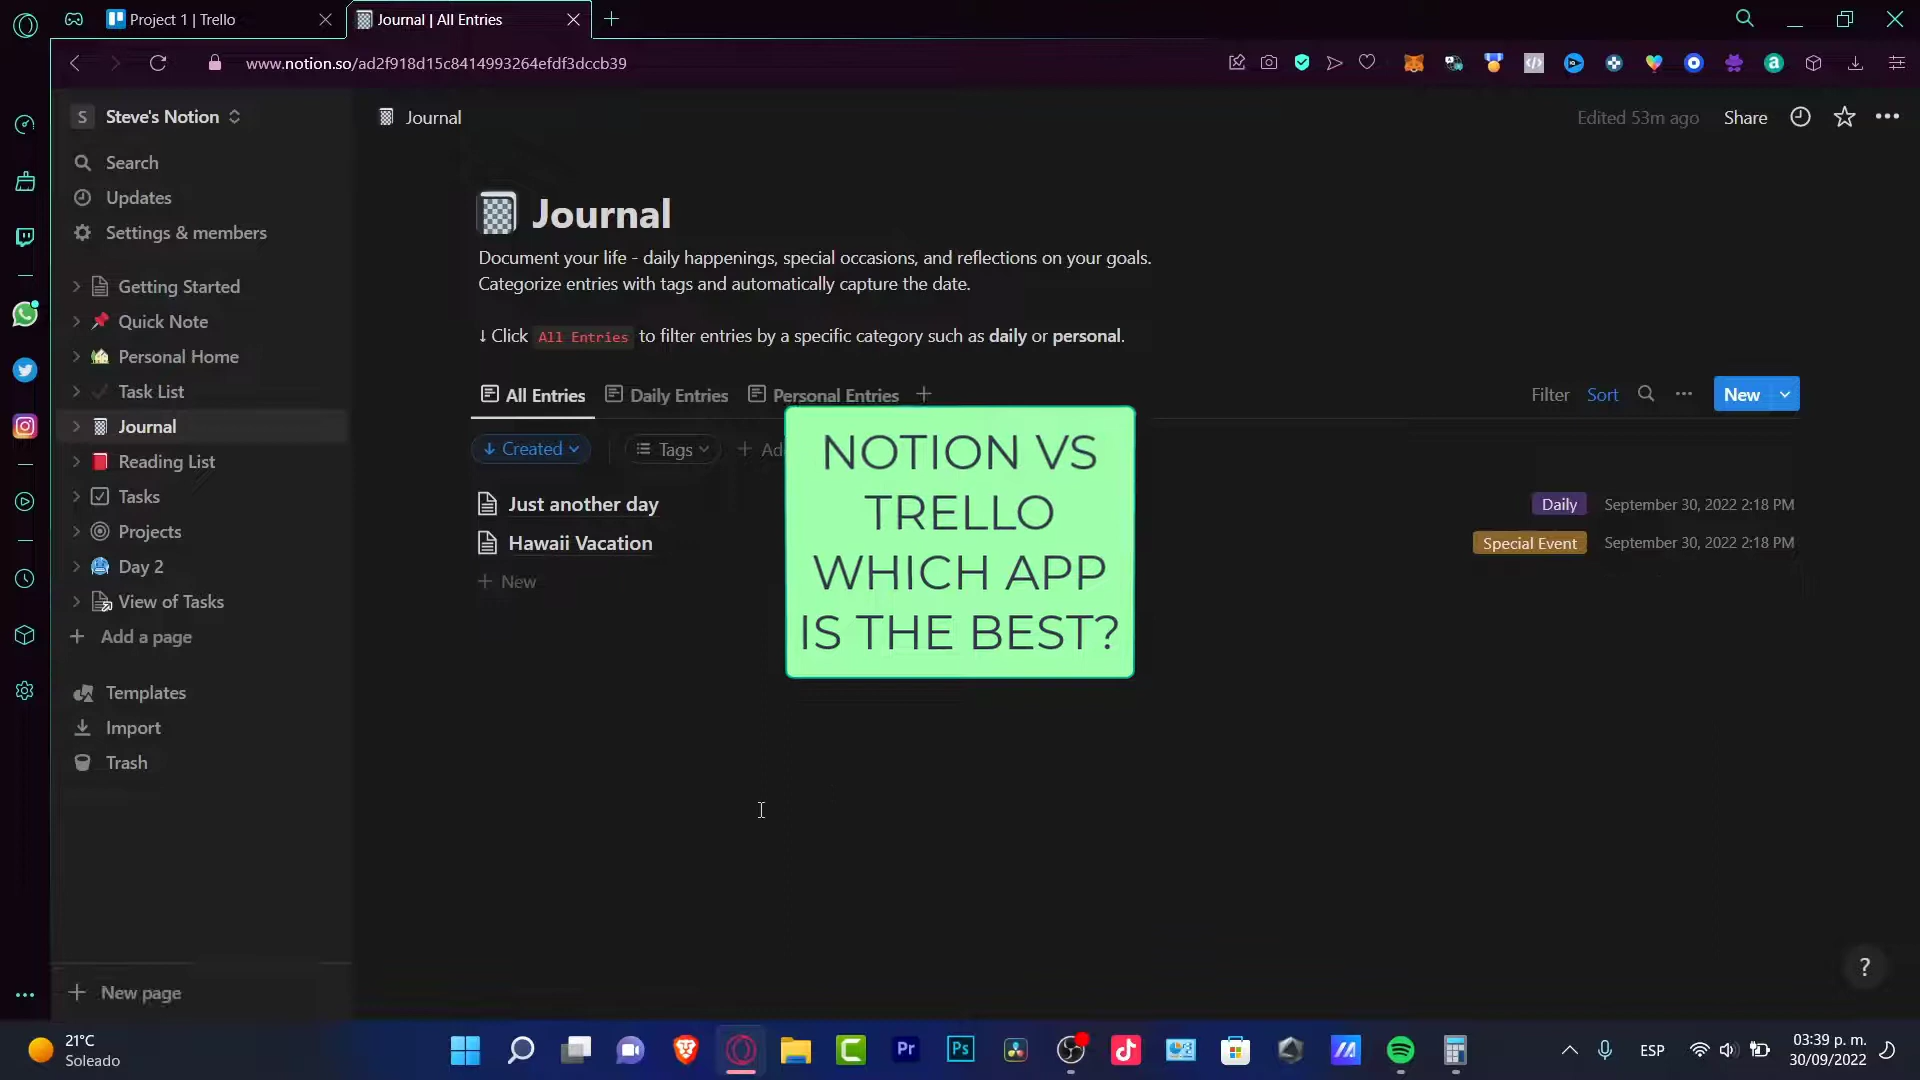 Project 1 | Trello
Journal | All Entries
www.notion.so/ad2f918d15c8414993264efdf3dccb39
S Steve's Notion
Search
Updates
Settings & members
Getting Started
Quick Note
Personal Home
Task List
Journal
Reading List
Tasks
Projects
Day 2
View of Tasks
Add a page
Templates
Import
Trash
New page
Journal
Edited 53m ago
Share
Journal
Document your life - daily happenings, special occasions, and reflections on your goals.
Categorize entries with tags and automatically capture the date.
↓ Click All Entries to filter entries by a specific category such as daily or personal.
All Entries Daily Entries Personal Entries
Filter Sort New
↓ Created Tags + Ad
Just another day Daily September 30, 2022 2:18 PM
Hawaii Vacation Special Event September 30, 2022 2:18 PM
+ New
NOTION VS
TRELLO
WHICH APP
IS THE BEST?
?
21°C
Soleado
Pr
Ps
ESP
03:39 p. m.
30/09/2022